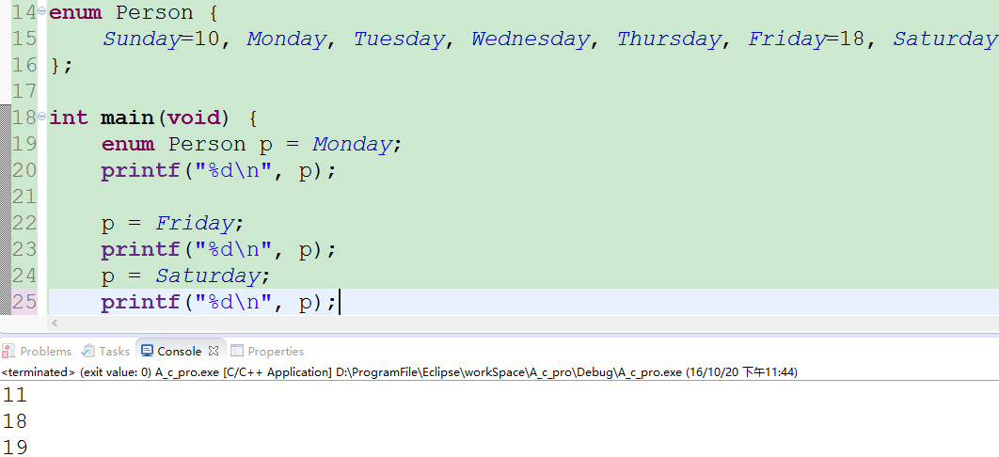 14 enum Person {
15 Sunday=10, Monday, Tuesday, Wednesday, Thursday, Friday=18, Saturday
16 };
17
18 int main(void) {
19 enum Person p = Monday;
20 printf("%d\n", p);
21
22 p = Friday;
23 printf("%d\n", p);
24 p = Saturday;
25 printf("%d\n", p);
Problems Tasks Console Properties
<terminated> (exit value: 0) A_c_pro.exe [C/C++ Application] D:\ProgramFile\Eclipse\workSpace\A_c_pro\Debug\A_c_pro.exe (16/10/20 下午11:44)
11
18
19